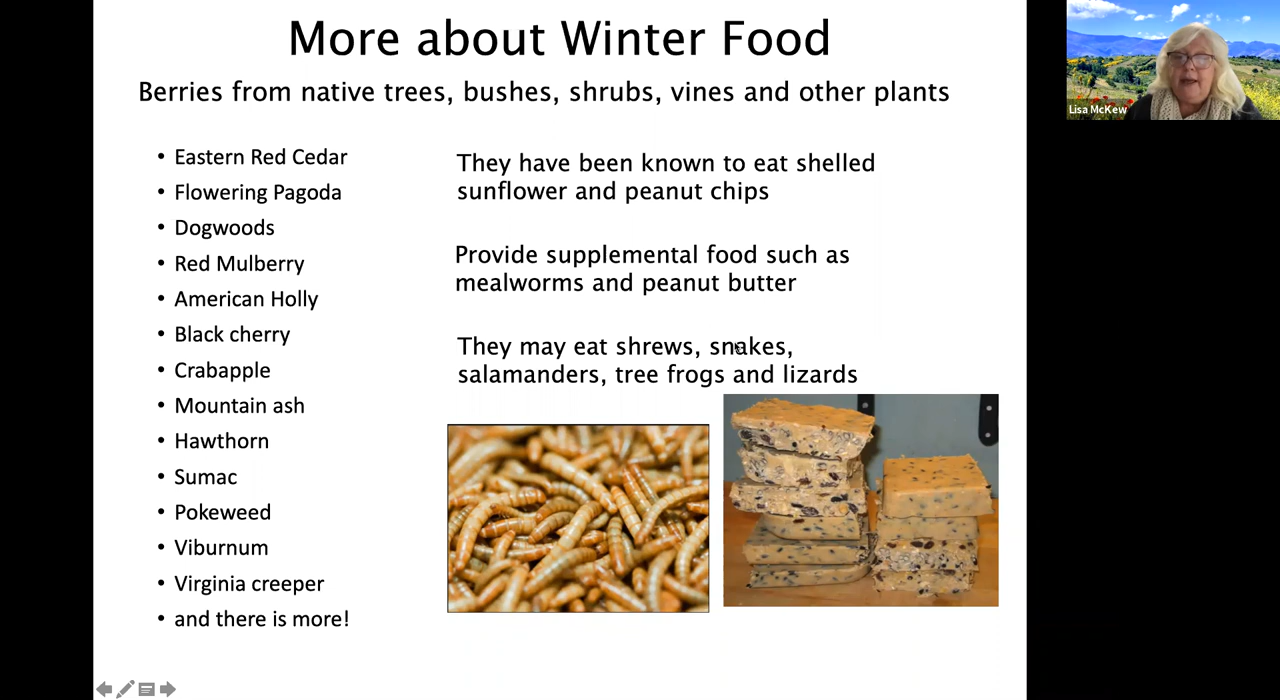 More about Winter Food
Berries from native trees, bushes, shrubs, vines and other plants
• Eastern Red Cedar
• Flowering Pagoda
• Dogwoods
• Red Mulberry
• American Holly
• Black cherry
• Crabapple
• Mountain ash
• Hawthorn
• Sumac
• Pokeweed
• Viburnum
• Virginia creeper
• and there is more!
They have been known to eat shelled
sunflower and peanut chips
Provide supplemental food such as
mealworms and peanut butter
They may eat shrews, snakes,
salamanders, tree frogs and lizards
Lisa McKew